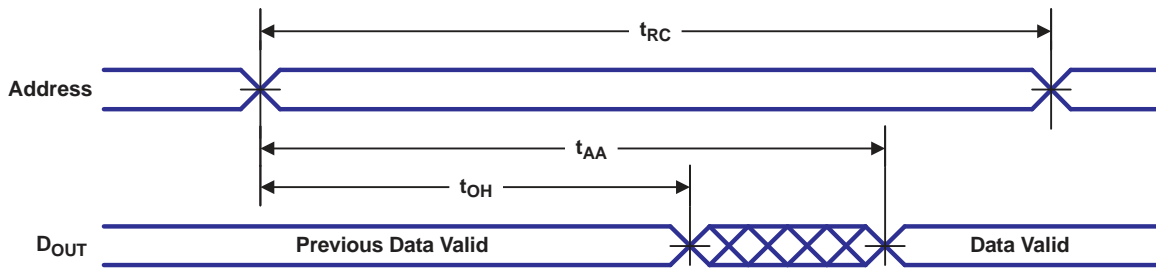 tRC
Address
tAA
tOH
DOUT Previous Data Valid Data Valid